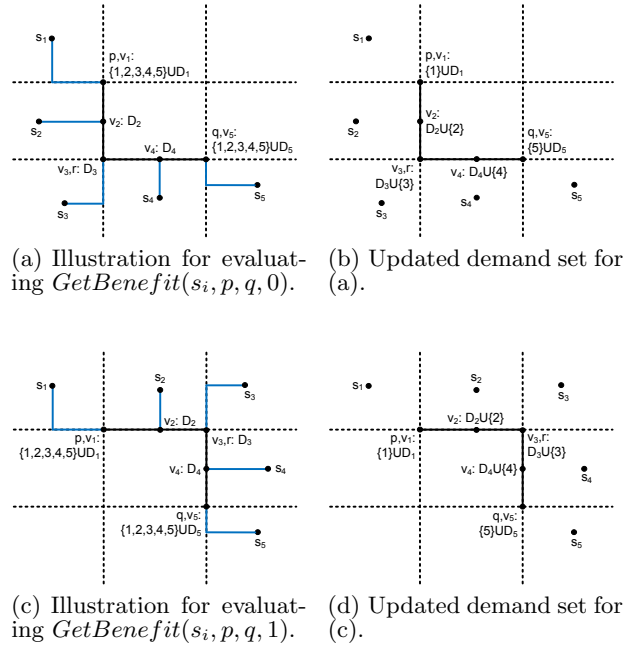 s1
p,v1:
{1,2,3,4,5}UD1
s2
v2: D2
v4: D4
q,v5:
{1,2,3,4,5}UD5
v3,r: D3
s3
s4
s5
(a) Illustration for evaluat-
ing GetBenefit(si, p, q, 0).
s1
p,v1:
{1}UD1
s2
v2:
D2U{2}
q,v5:
{5}UD5
v3,r:
D3U{3}
v4: D4U{4}
s3
s4
s5
(b) Updated demand set for
(a).
s1
s2
s3
v2: D2
p,v1:
{1,2,3,4,5}UD1
v3,r: D3
v4: D4
s4
q,v5:
{1,2,3,4,5}UD5
s5
(c) Illustration for evaluat-
ing GetBenefit(si, p, q, 1).
s1
s2
s3
v2: D2U{2}
p,v1:
{1}UD1
v3,r:
D3U{3}
v4: D4U{4}
s4
q,v5:
{5}UD5
s5
(d) Updated demand set for
(c).